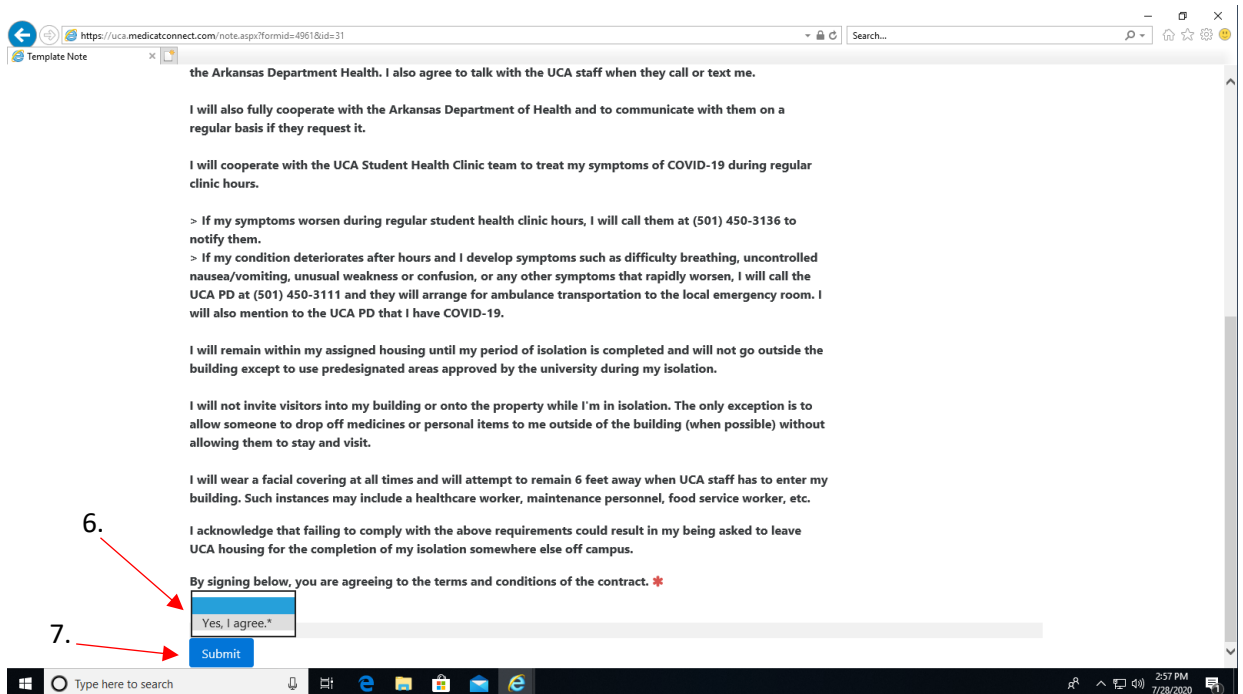 https://uca.medicatconnect.com/note.aspx?formid=4961&id=31
Search...
Template Note
the Arkansas Department Health. I also agree to talk with the UCA staff when they call or text me.
I will also fully cooperate with the Arkansas Department of Health and to communicate with them on a
regular basis if they request it.
I will cooperate with the UCA Student Health Clinic team to treat my symptoms of COVID-19 during regular
clinic hours.
> If my symptoms worsen during regular student health clinic hours, I will call them at (501) 450-3136 to
notify them.
> If my condition deteriorates after hours and I develop symptoms such as difficulty breathing, uncontrolled
nausea/vomiting, unusual weakness or confusion, or any other symptoms that rapidly worsen, I will call the
UCA PD at (501) 450-3111 and they will arrange for ambulance transportation to the local emergency room. I
will also mention to the UCA PD that I have COVID-19.
I will remain within my assigned housing until my period of isolation is completed and will not go outside the
building except to use predesignated areas approved by the university during my isolation.
I will not invite visitors into my building or onto the property while I'm in isolation. The only exception is to
allow someone to drop off medicines or personal items to me outside of the building (when possible) without
allowing them to stay and visit.
I will wear a facial covering at all times and will attempt to remain 6 feet away when UCA staff has to enter my
building. Such instances may include a healthcare worker, maintenance personnel, food service worker, etc.
6.
I acknowledge that failing to comply with the above requirements could result in my being asked to leave
UCA housing for the completion of my isolation somewhere else off campus.
By signing below, you are agreeing to the terms and conditions of the contract. *
Yes, I agree.*
7.
Submit
Type here to search
2:57 PM
7/28/2020